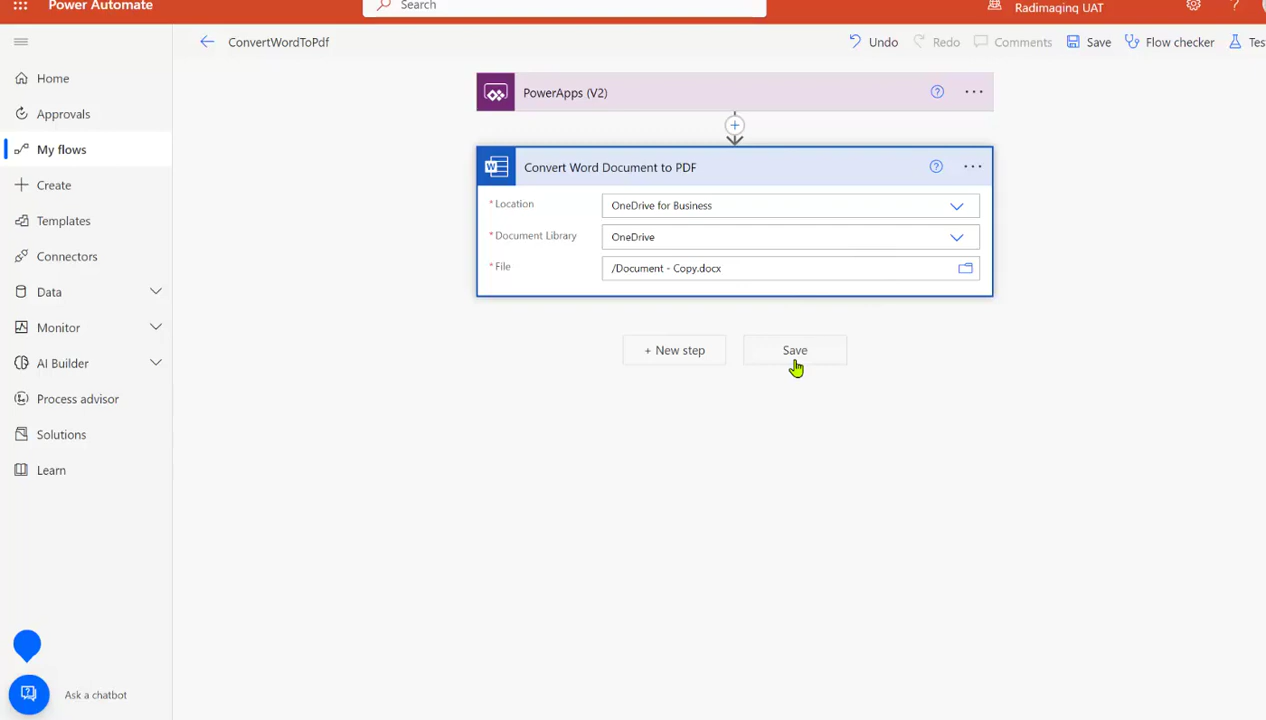 Power Automate
Search
Radimaging UAT
ConvertWordToPdf
Undo
Redo
Comments
Save
Flow checker
Tes
Home
Approvals
My flows
Create
Templates
Connectors
Data
Monitor
AI Builder
Process advisor
Solutions
Learn
PowerApps (V2)
Convert Word Document to PDF
* Location
OneDrive for Business
* Document Library
OneDrive
* File
/Document - Copy.docx
+ New step
Save
Ask a chatbot